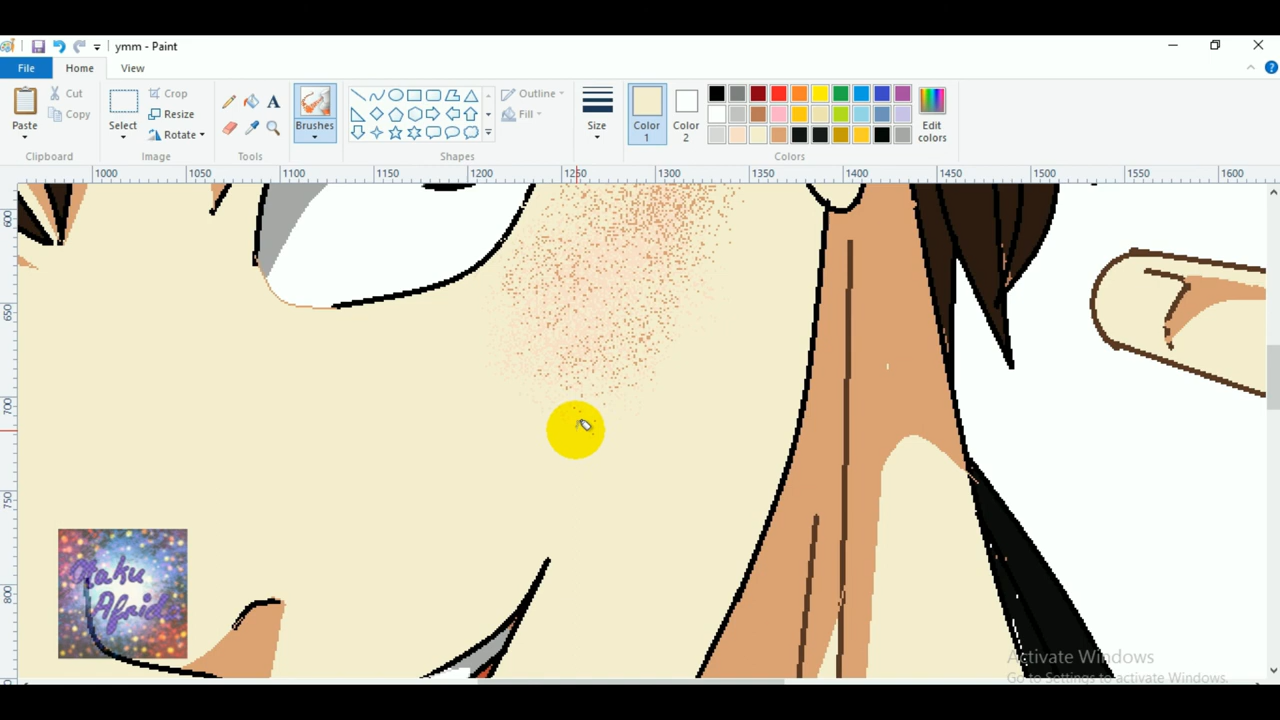 ymm - Paint
File
Home
View
Paste
Cut
Copy
Clipboard
Select
Crop
Resize
Rotate
Image
A
Tools
Brushes
Outline
Fill
Shapes
Size
Color 1
Color 2
Edit colors
Colors
1000 1050 1100 1150 1200 1250 1300 1350 1400 1450 1500 1550 1600
600
650
700
750
800
Afrida
Activate Windows
Go to Settings to activate Windows.